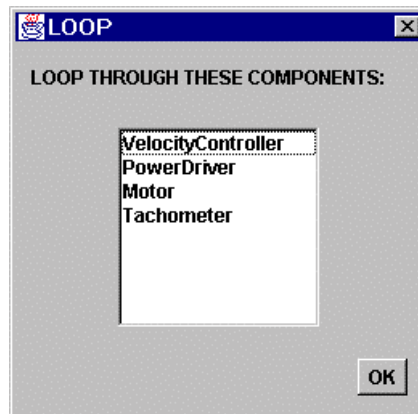 LOOP
LOOP THROUGH THESE COMPONENTS:
VelocityController
PowerDriver
Motor
Tachometer
OK